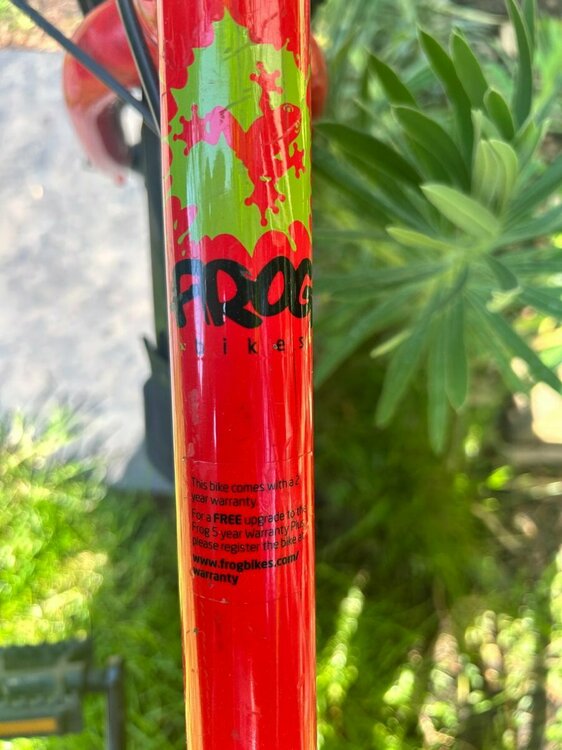 FROG
bikes
This bike comes with a 2
year warranty.
For a FREE upgrade to the
Frog 5 year warranty Plus
please register the bike
www.frogbikes.com/
warranty